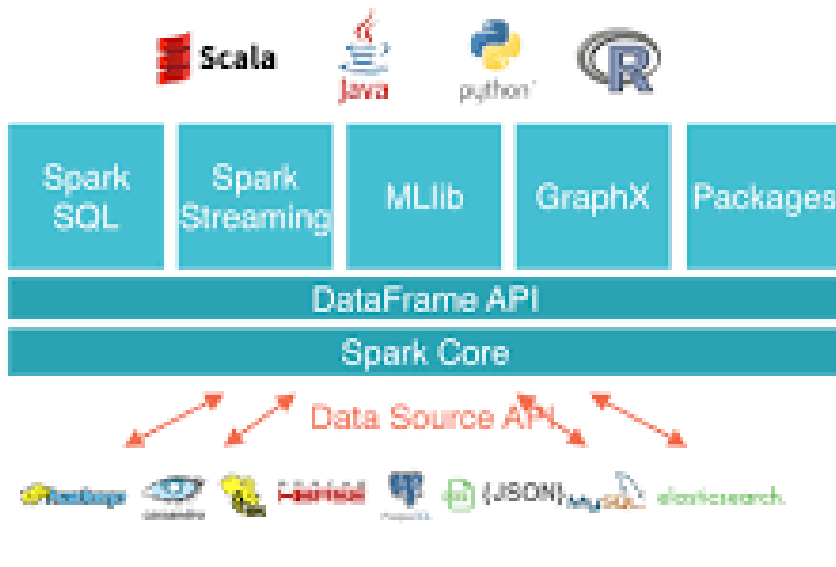 Scala
Java
python
R
Spark
SQL
Spark
Streaming
MLlib
GraphX
Packages
DataFrame API
Spark Core
Data Source API
cassandra
{JSON}
MySQL
elasticsearch.